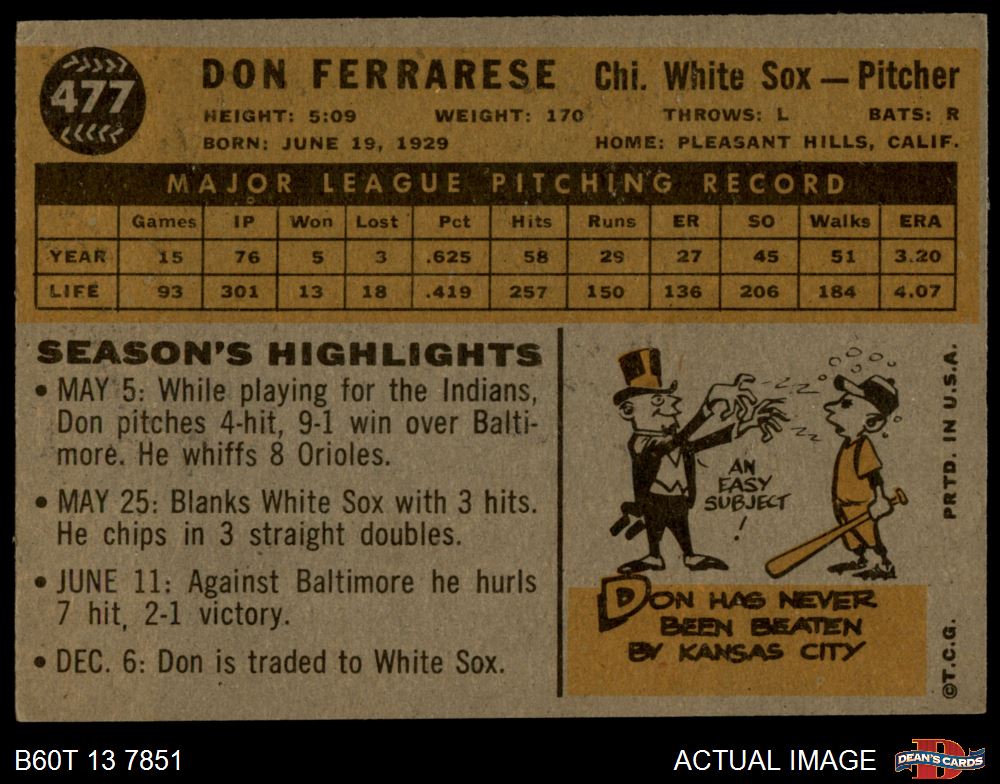 477
DON FERRARESE Chi. White Sox — Pitcher
HEIGHT: 5:09 WEIGHT: 170 THROWS: L BATS: R
BORN: JUNE 19, 1929 HOME: PLEASANT HILLS, CALIF.
MAJOR LEAGUE PITCHING RECORD
Games IP Won Lost Pct Hits Runs ER SO Walks ERA
YEAR 15 76 5 3 .625 58 29 27 45 51 3.20
LIFE 93 301 13 18 .419 257 150 136 206 184 4.07
SEASON'S HIGHLIGHTS
• MAY 5: While playing for the Indians,
Don pitches 4-hit, 9-1 win over Balti-
more. He whiffs 8 Orioles.
• MAY 25: Blanks White Sox with 3 hits.
He chips in 3 straight doubles.
• JUNE 11: Against Baltimore he hurls
7 hit, 2-1 victory.
• DEC. 6: Don is traded to White Sox.
AN
EASY
SUBJECT
!
DON HAS NEVER
BEEN BEATEN
BY KANSAS CITY
©T.C.G. PRTD. IN U.S.A.
B60T 13 7851
ACTUAL IMAGE
DEAN'S CARDS